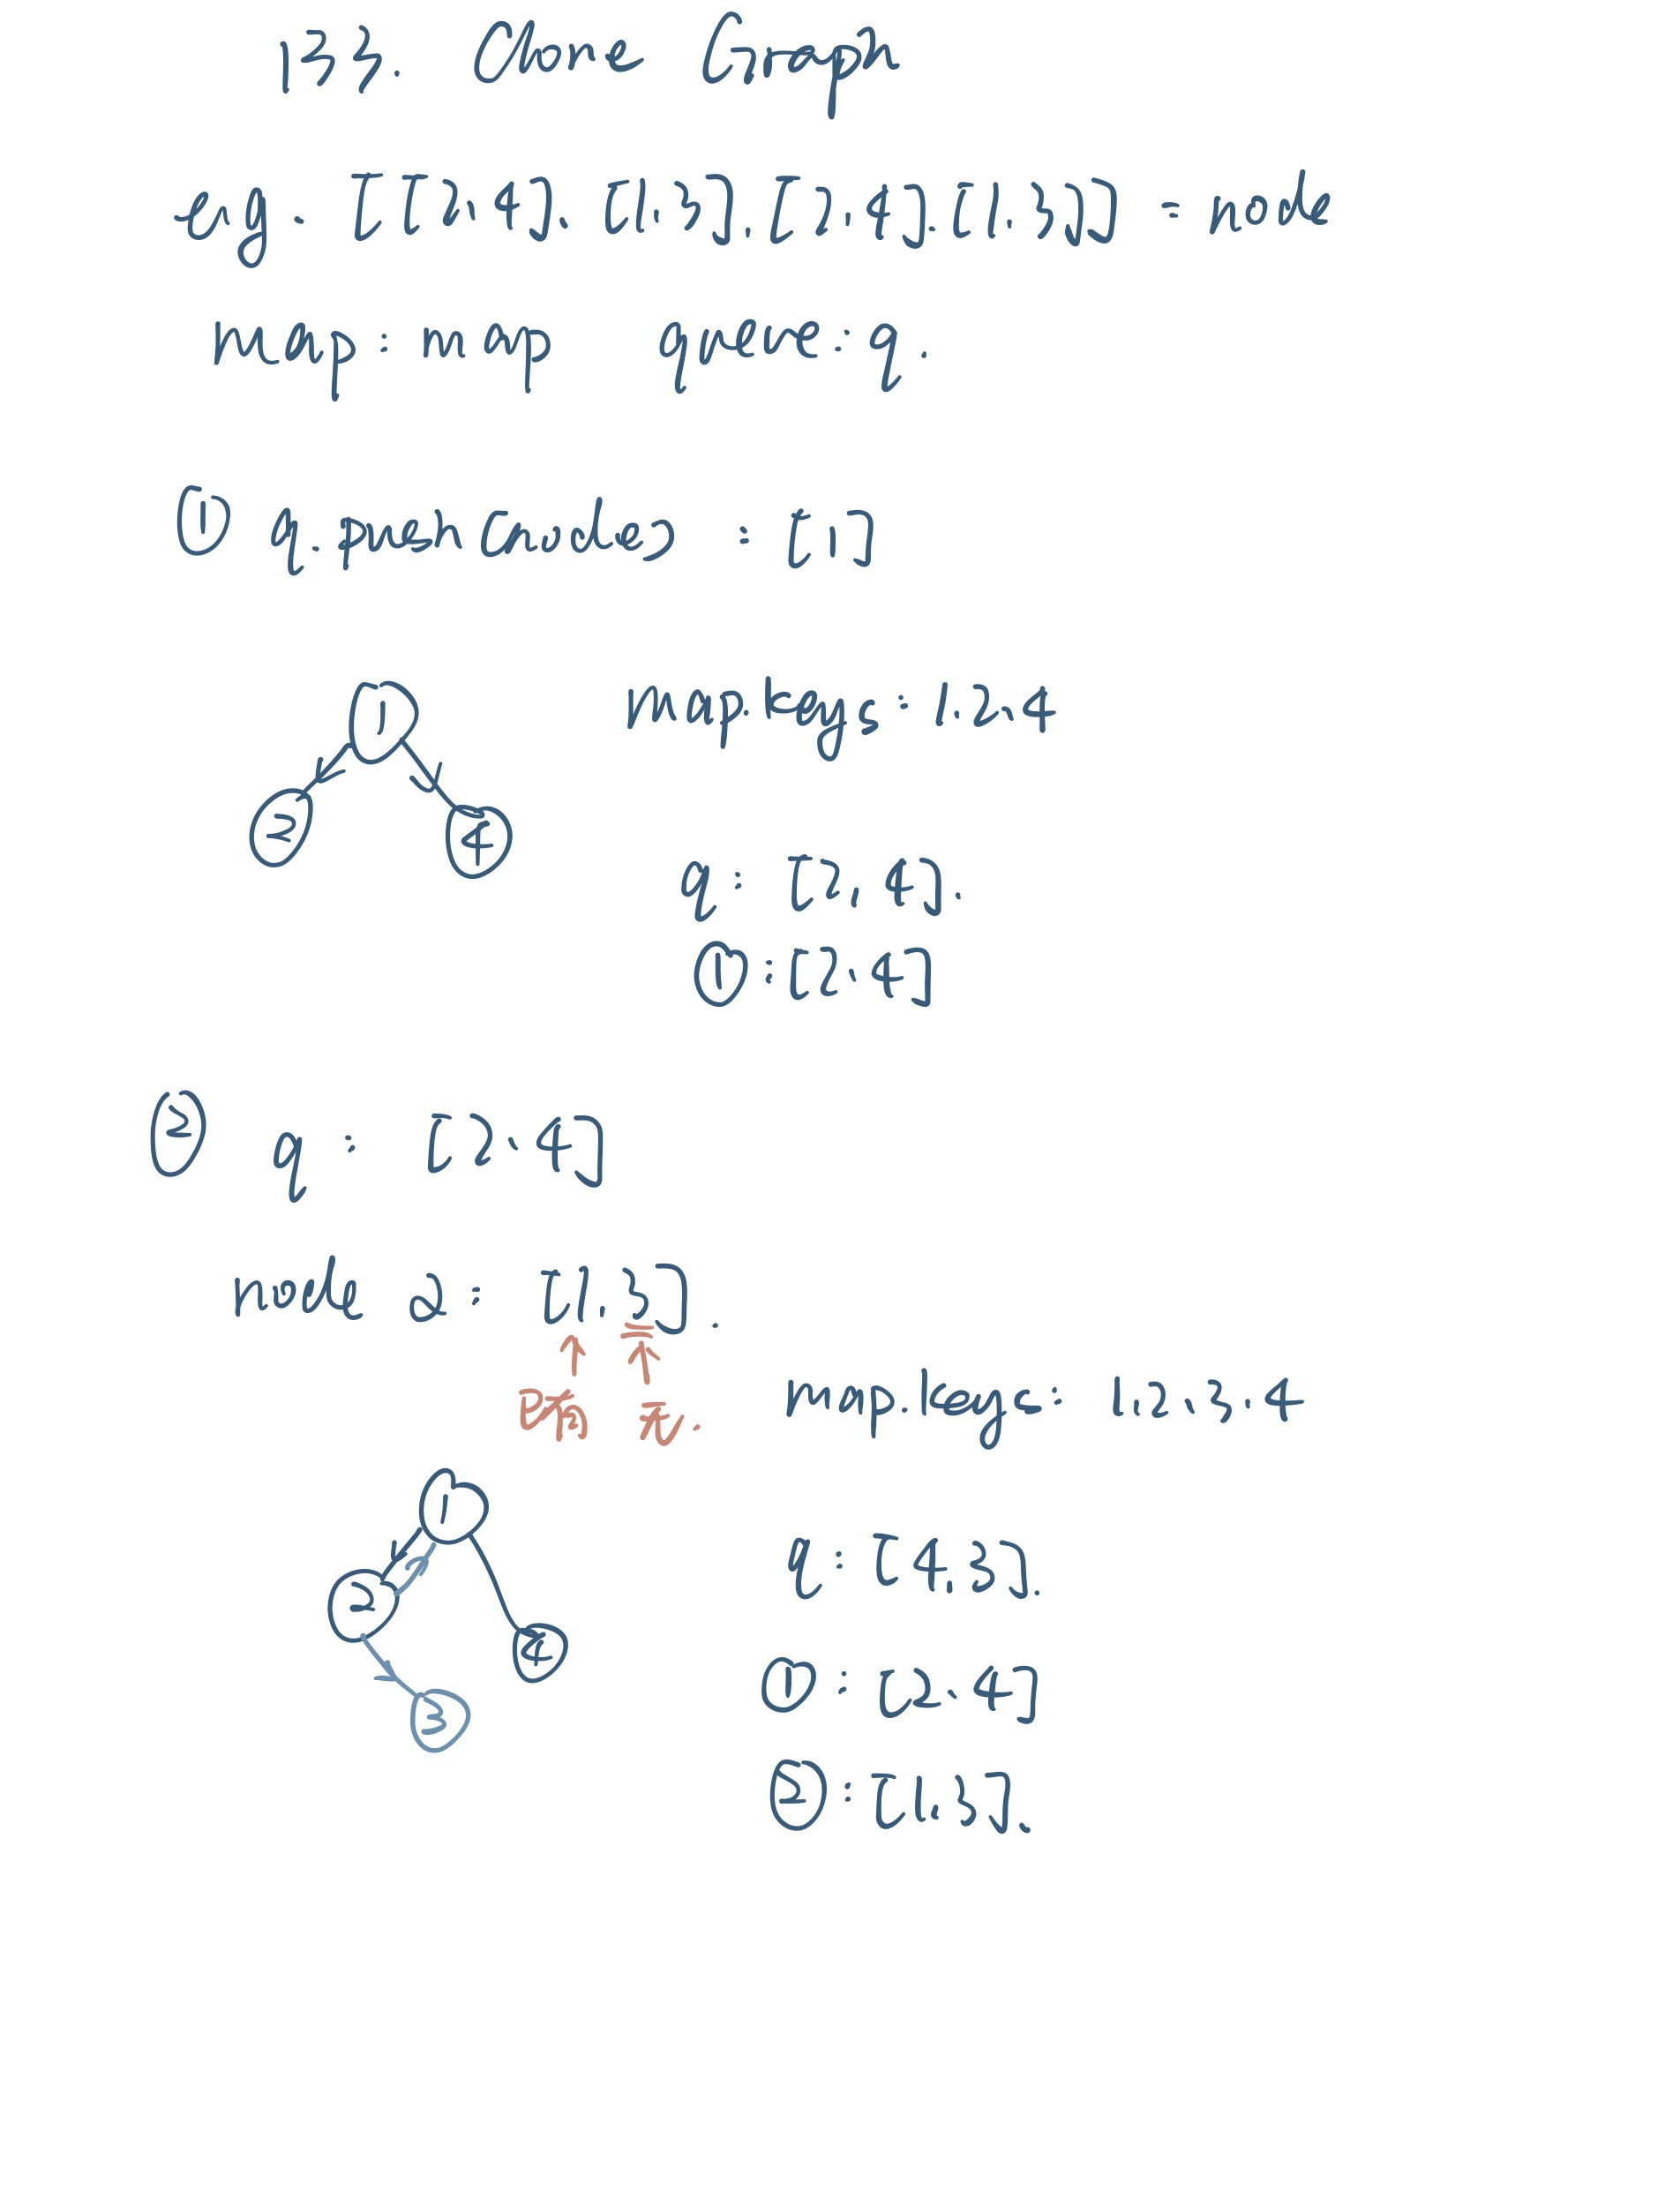 133. Clone Graph
eg. [[2,4], [1,3], [2,4], [1,3]] = node
map: map queue: q.
① q.push(node) : [1]
1
map.keys: 1.2.4
2 4
q: [2,4].
①: [2,4]
② q: [2,4]
node 2: [1,3].
已有 无.
map.keys: 1.2.3.4
1
q: [4,3].
2
4
①: [2,4]
3
②: [1,3].